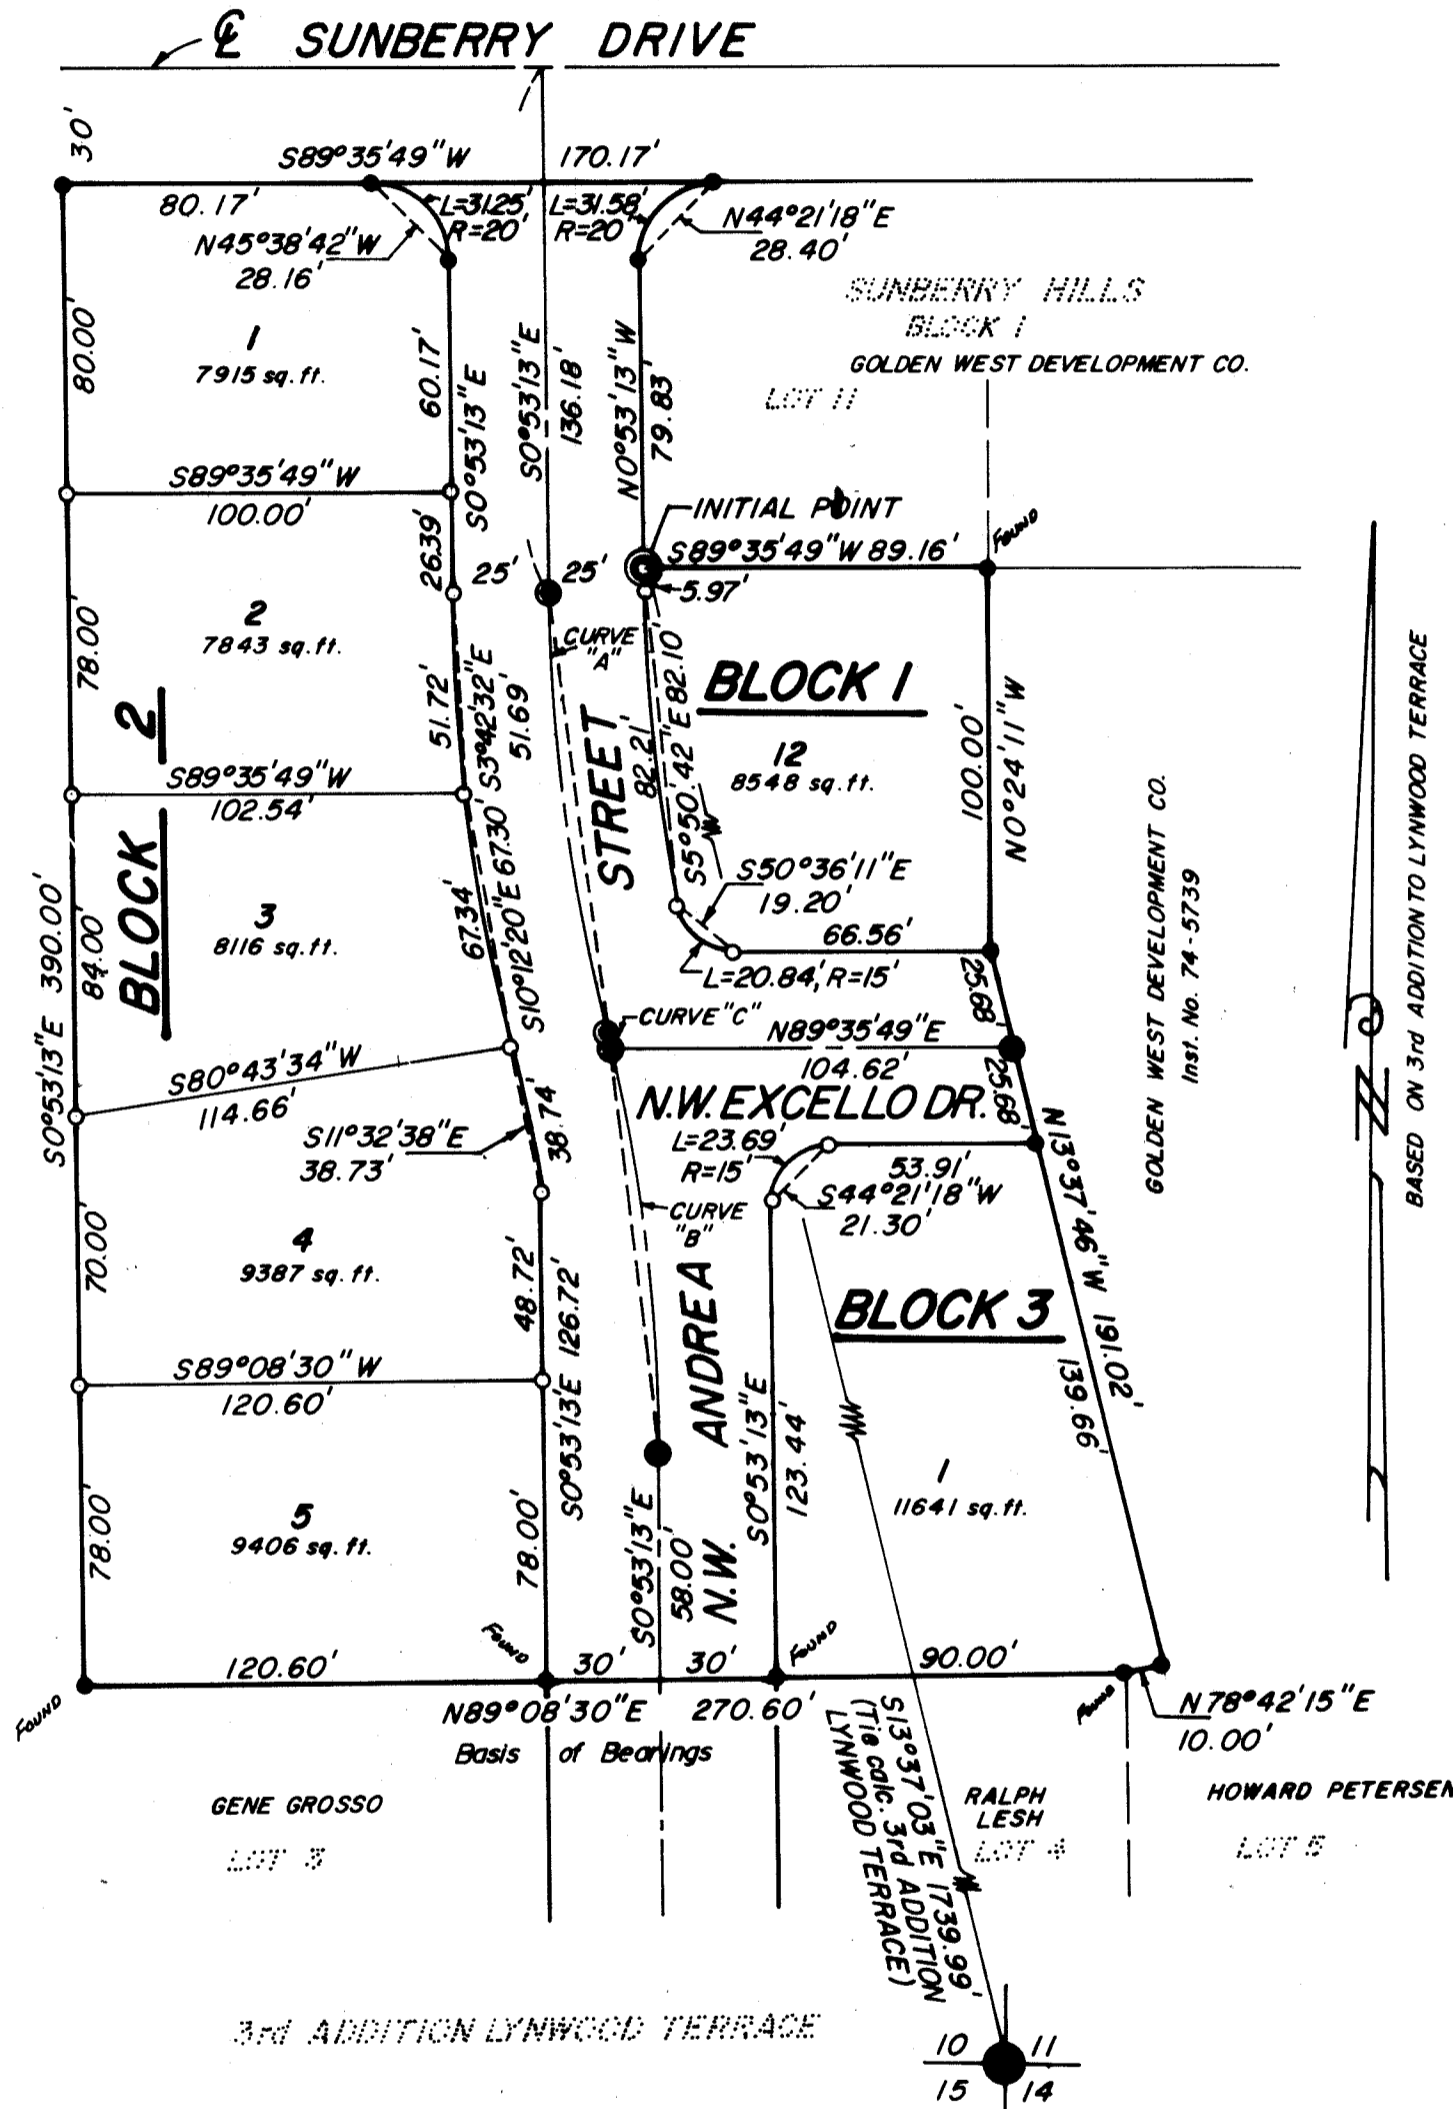 ℄ SUNBERRY DRIVE
30'
S89°35'49"W 170.17'
80.17'
L=31.25' L=31.58'
R=20' R=20'
N44°21'18"E
28.40'
N45°38'42"W
28.16'
SUNBERRY HILLS
BLOCK 1
GOLDEN WEST DEVELOPMENT CO.
LOT 11
80.00'
1
7915 sq. ft.
60.17'
S0°53'13"E
S0°53'13"E
136.18'
N0°53'13"W
79.83'
S89°35'49"W
100.00'
INITIAL POINT
S89°35'49"W 89.16'
FOUND
26.39'
25' 25'
5.97'
78.00'
2
7843 sq. ft.
51.72'
S3°42'32"E
51.69'
CURVE
"A"
STREET
82.21'
S5°50'42"E 82.10'
BLOCK 1
12
8548 sq. ft.
100.00'
N0°24'11"W
S89°35'49"W
102.54'
BLOCK 2
S50°36'11"E
19.20'
66.56'
L=20.84', R=15'
3
8116 sq. ft.
67.34'
S10°12'20"E 67.30'
S0°53'13"E 390.00'
84.00'
25.68'
CURVE "C"
N89°35'49"E
104.62'
25.68'
N.W. EXCELLO DR.
S80°43'34"W
114.66'
S11°32'38"E
38.73'
38.74'
L=23.69'
R=15'
53.91'
S44°21'18"W
21.30'
CURVE
"B"
N13°37'46"W 191.02'
139.66'
GOLDEN WEST DEVELOPMENT CO.
Inst. No. 74-5739
N
BASED ON 3rd ADDITION TO LYNWOOD TERRACE
70.00'
4
9387 sq. ft.
48.72'
S0°53'13"E 126.72'
S89°08'30"W
120.60'
N.W. ANDREA
BLOCK 3
S0°53'13"E
123.44'
1
11641 sq. ft.
78.00'
5
9406 sq. ft.
78.00'
S0°53'13"E
58.00'
FOUND
FOUND
FOUND
FOUND
120.60'
30' 30'
90.00'
N89°08'30"E 270.60'
Basis of Bearings
N78°42'15"E
10.00'
S13°37'03"E 1739.99'
(Tie calc. 3rd ADDITION
LYNWOOD TERRACE)
GENE GROSSO
LOT 3
RALPH
LESH
LOT 4
HOWARD PETERSEN
LOT 5
3rd ADDITION LYNWOOD TERRACE
10 11
15 14